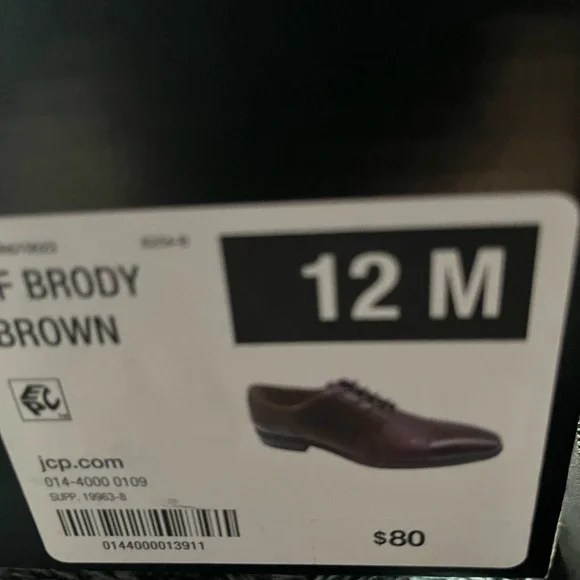 F BRODY
BROWN
12 M
jcp.com
014-4000 0109
SUPP. 19963-8
0144000013911
$80